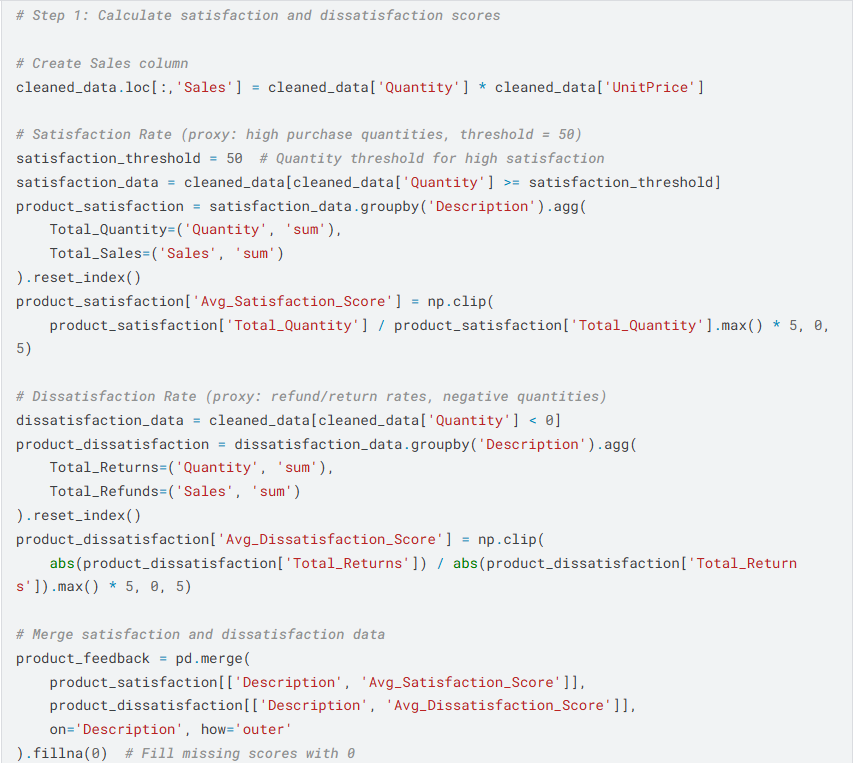 # Step 1: Calculate satisfaction and dissatisfaction scores
# Create Sales column
cleaned_data.loc[:,'Sales'] = cleaned_data['Quantity'] * cleaned_data['UnitPrice']
# Satisfaction Rate (proxy: high purchase quantities, threshold = 50)
satisfaction_threshold = 50  # Quantity threshold for high satisfaction
satisfaction_data = cleaned_data[cleaned_data['Quantity'] >= satisfaction_threshold]
product_satisfaction = satisfaction_data.groupby('Description').agg(
    Total_Quantity=('Quantity', 'sum'),
    Total_Sales=('Sales', 'sum')
).reset_index()
product_satisfaction['Avg_Satisfaction_Score'] = np.clip(
    product_satisfaction['Total_Quantity'] / product_satisfaction['Total_Quantity'].max() * 5, 0,
5)
# Dissatisfaction Rate (proxy: refund/return rates, negative quantities)
dissatisfaction_data = cleaned_data[cleaned_data['Quantity'] < 0]
product_dissatisfaction = dissatisfaction_data.groupby('Description').agg(
    Total_Returns=('Quantity', 'sum'),
    Total_Refunds=('Sales', 'sum')
).reset_index()
product_dissatisfaction['Avg_Dissatisfaction_Score'] = np.clip(
    abs(product_dissatisfaction['Total_Returns']) / abs(product_dissatisfaction['Total_Return
s']).max() * 5, 0, 5)
# Merge satisfaction and dissatisfaction data
product_feedback = pd.merge(
    product_satisfaction[['Description', 'Avg_Satisfaction_Score']],
    product_dissatisfaction[['Description', 'Avg_Dissatisfaction_Score']],
    on='Description', how='outer'
).fillna(0)  # Fill missing scores with 0